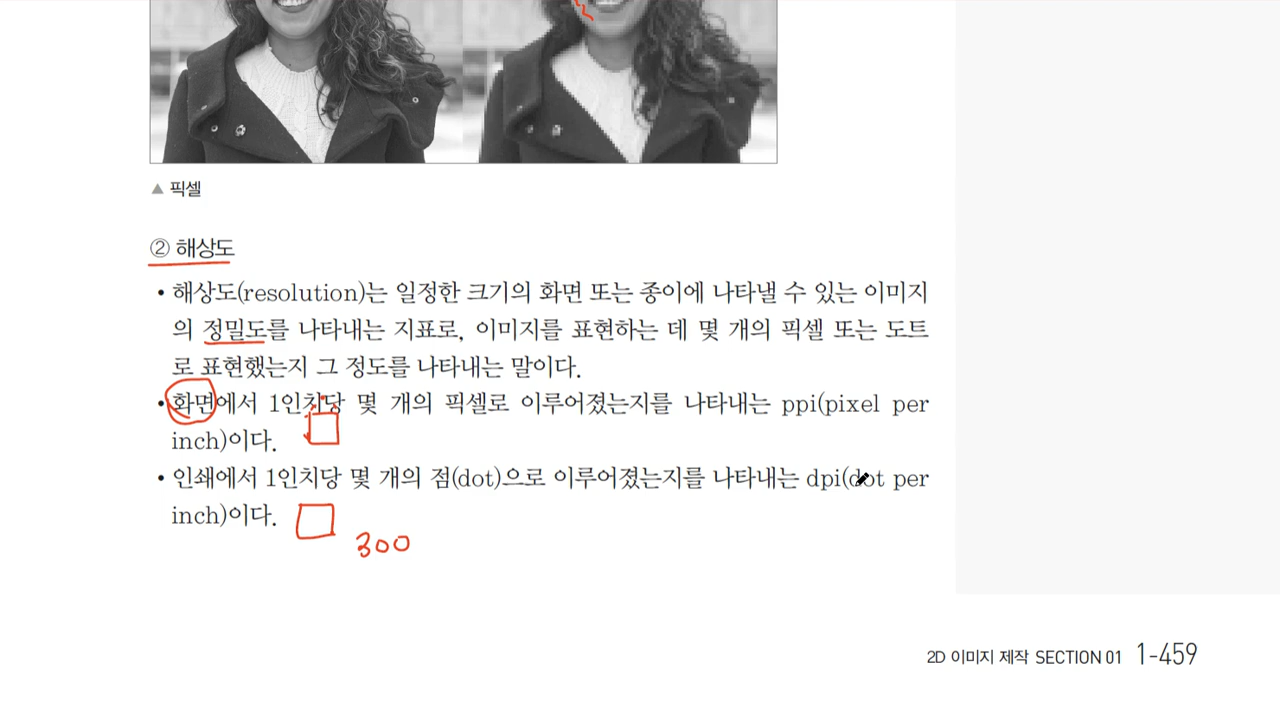 ▲ 픽셀
② 해상도
• 해상도(resolution)는 일정한 크기의 화면 또는 종이에 나타낼 수 있는 이미지
의 정밀도를 나타내는 지표로, 이미지를 표현하는 데 몇 개의 픽셀 또는 도트
로 표현했는지 그 정도를 나타내는 말이다.
• 화면에서 1인치당 몇 개의 픽셀로 이루어졌는지를 나타내는 ppi(pixel per
inch)이다.
• 인쇄에서 1인치당 몇 개의 점(dot)으로 이루어졌는지를 나타내는 dpi(dot per
inch)이다.
300
2D 이미지 제작 SECTION 01 1-459